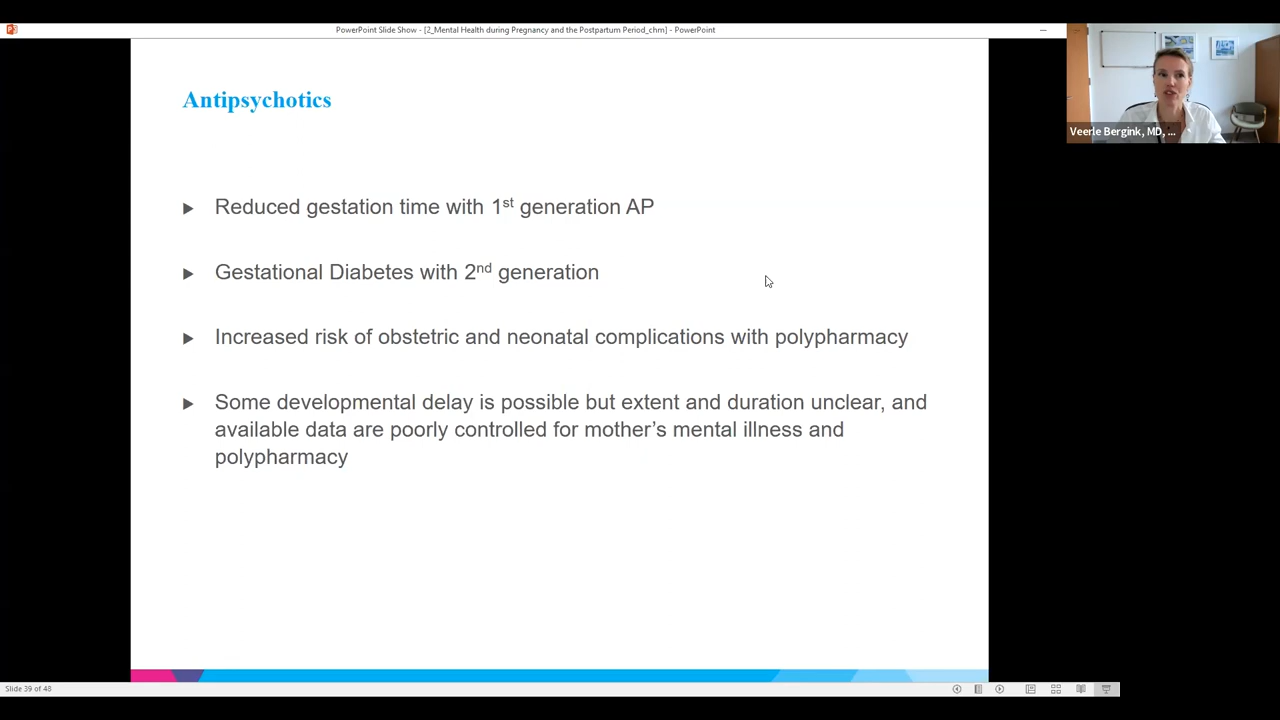 PowerPoint Slide Show - [2_Mental Health during Pregnancy and the Postpartum Period_chm] - PowerPoint
Veerle Bergink, MD, ...
Antipsychotics
Reduced gestation time with 1st generation AP
Gestational Diabetes with 2nd generation
Increased risk of obstetric and neonatal complications with polypharmacy
Some developmental delay is possible but extent and duration unclear, and
available data are poorly controlled for mother's mental illness and
polypharmacy
Slide 39 of 48